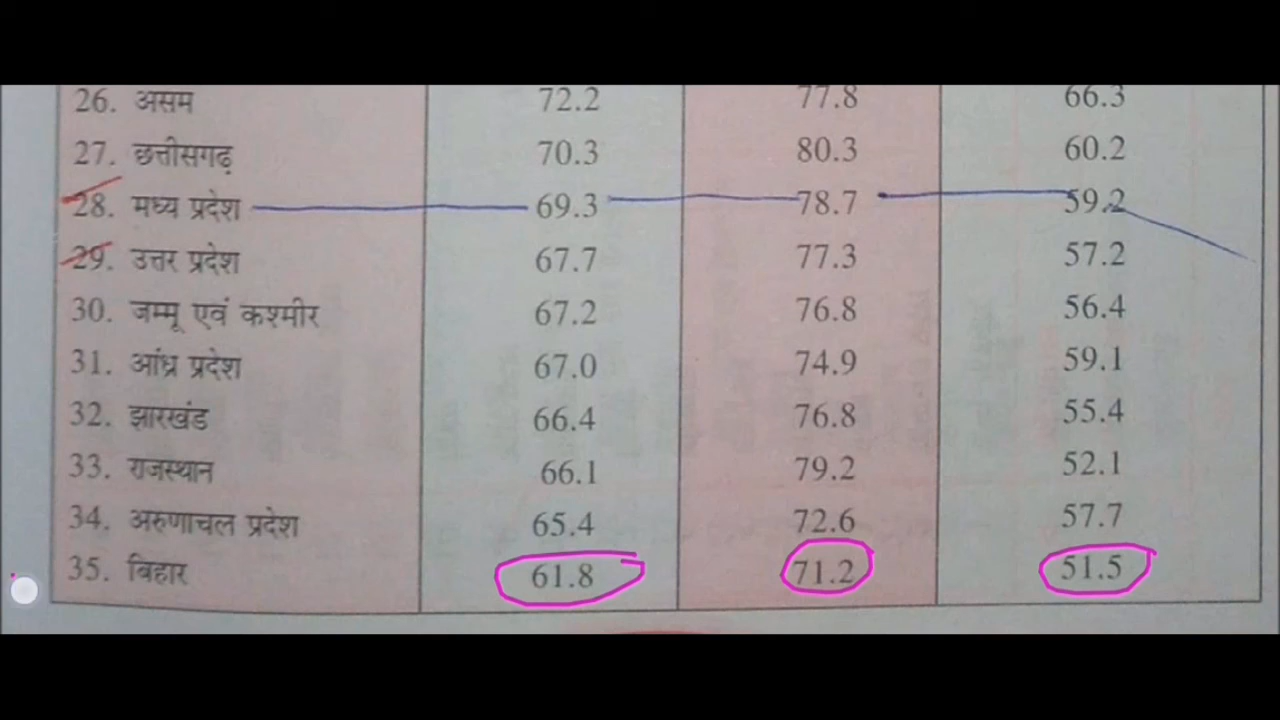 26. असम 72.2 77.8 66.3
27. छत्तीसगढ़ 70.3 80.3 60.2
28. मध्य प्रदेश 69.3 78.7 59.2
29. उत्तर प्रदेश 67.7 77.3 57.2
30. जम्मू एवं कश्मीर 67.2 76.8 56.4
31. आंध्र प्रदेश 67.0 74.9 59.1
32. झारखंड 66.4 76.8 55.4
33. राजस्थान 66.1 79.2 52.1
34. अरुणाचल प्रदेश 65.4 72.6 57.7
35. बिहार 61.8 71.2 51.5